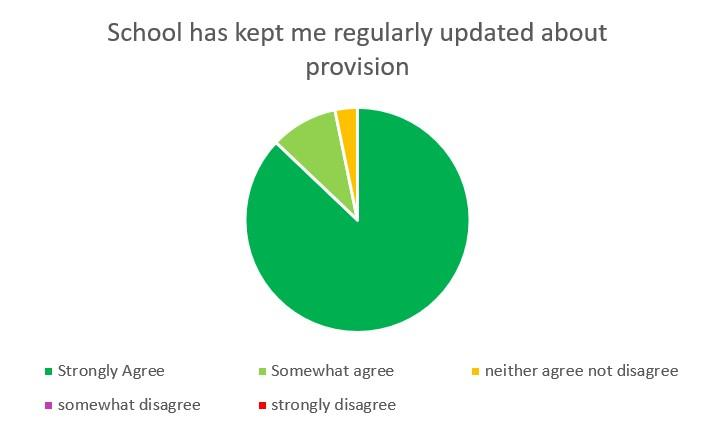 School has kept me regularly updated about
provision
Strongly Agree
Somewhat agree
neither agree not disagree
somewhat disagree
strongly disagree